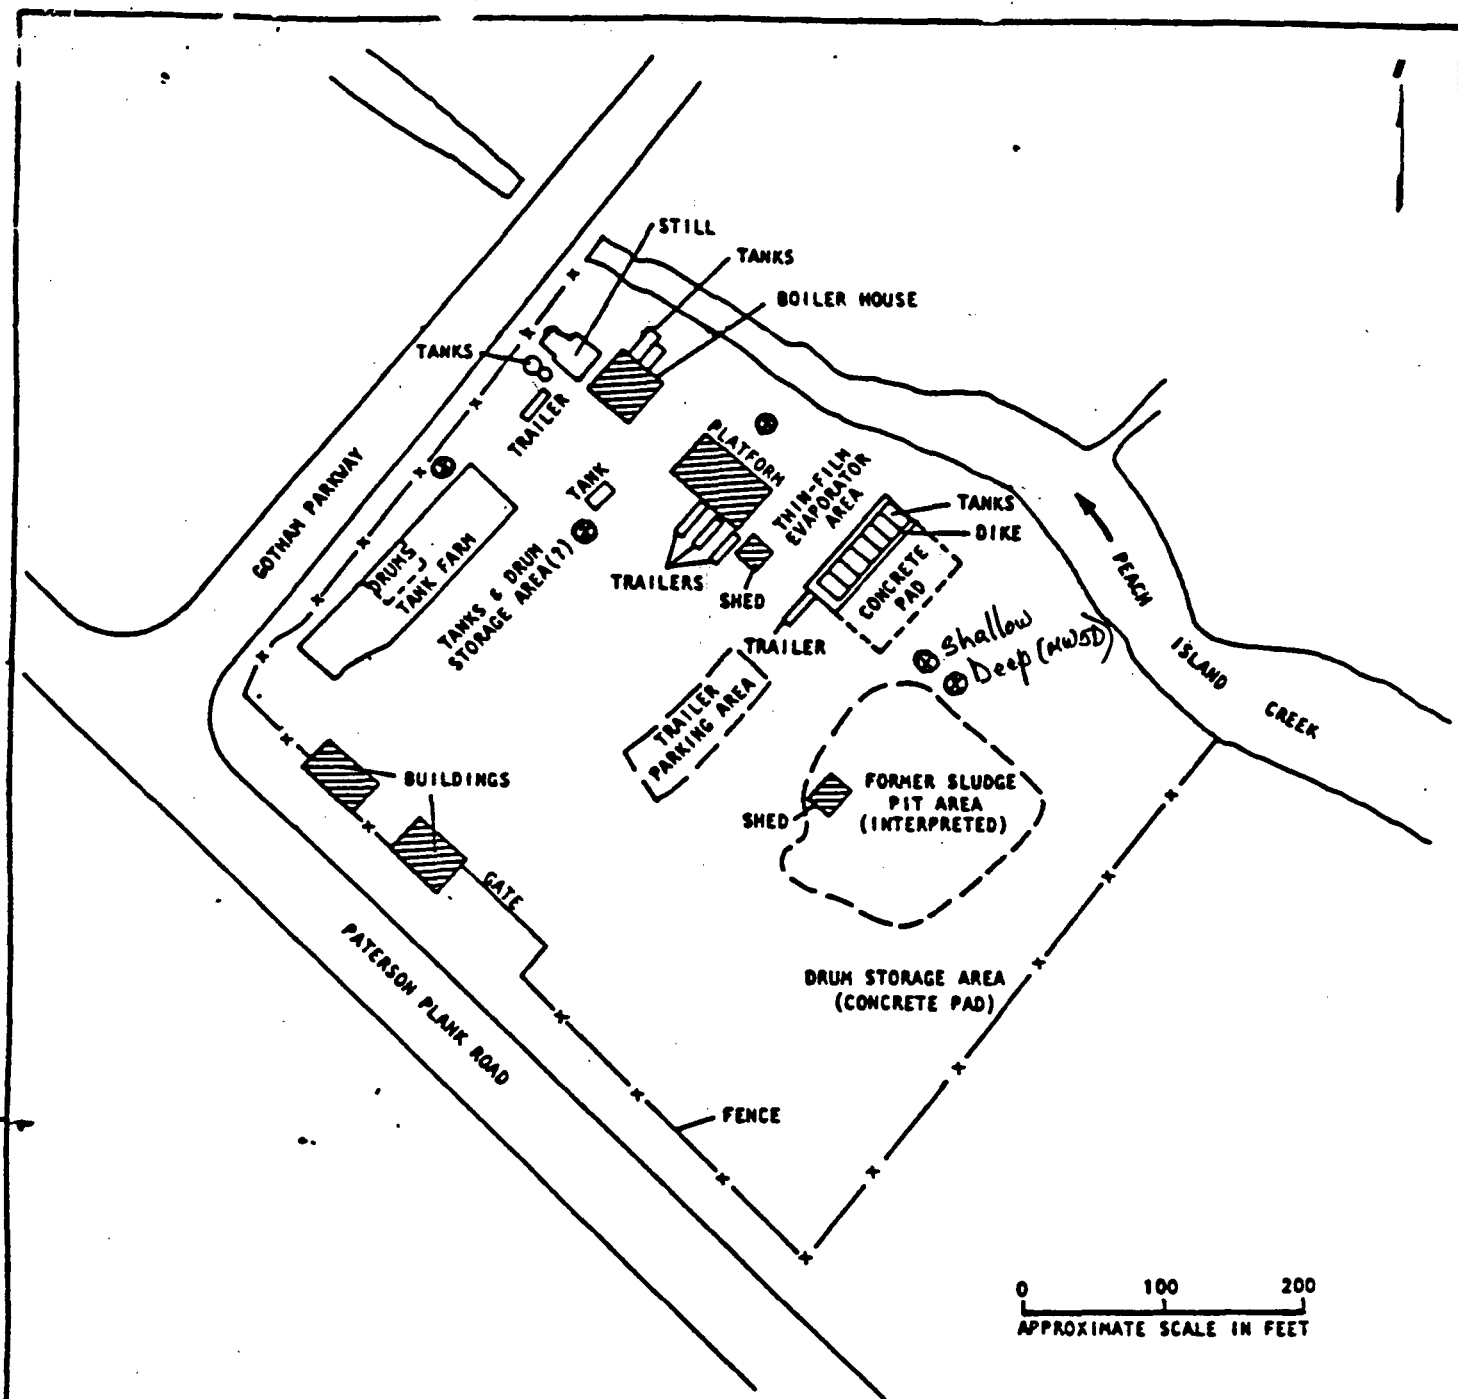 STILL
TANKS
BOILER HOUSE
TANKS
TRAILER
PLATFORM
GOTHAM PARKWAY
TANK
THIN-FILM
EVAPORATOR
AREA
TANKS
DIKE
DRUMS
TANK FARM
TANKS & DRUM
STORAGE AREA(?)
TRAILERS
SHED
CONCRETE
PAD
PEACH
ISLAND
CREEK
TRAILER
Shallow
Deep (MW5D)
TRAILER
PARKING AREA
BUILDINGS
SHED
FORMER SLUDGE
PIT AREA
(INTERPRETED)
GATE
PATERSON PLANK ROAD
DRUM STORAGE AREA
(CONCRETE PAD)
FENCE
0 100 200
APPROXIMATE SCALE IN FEET